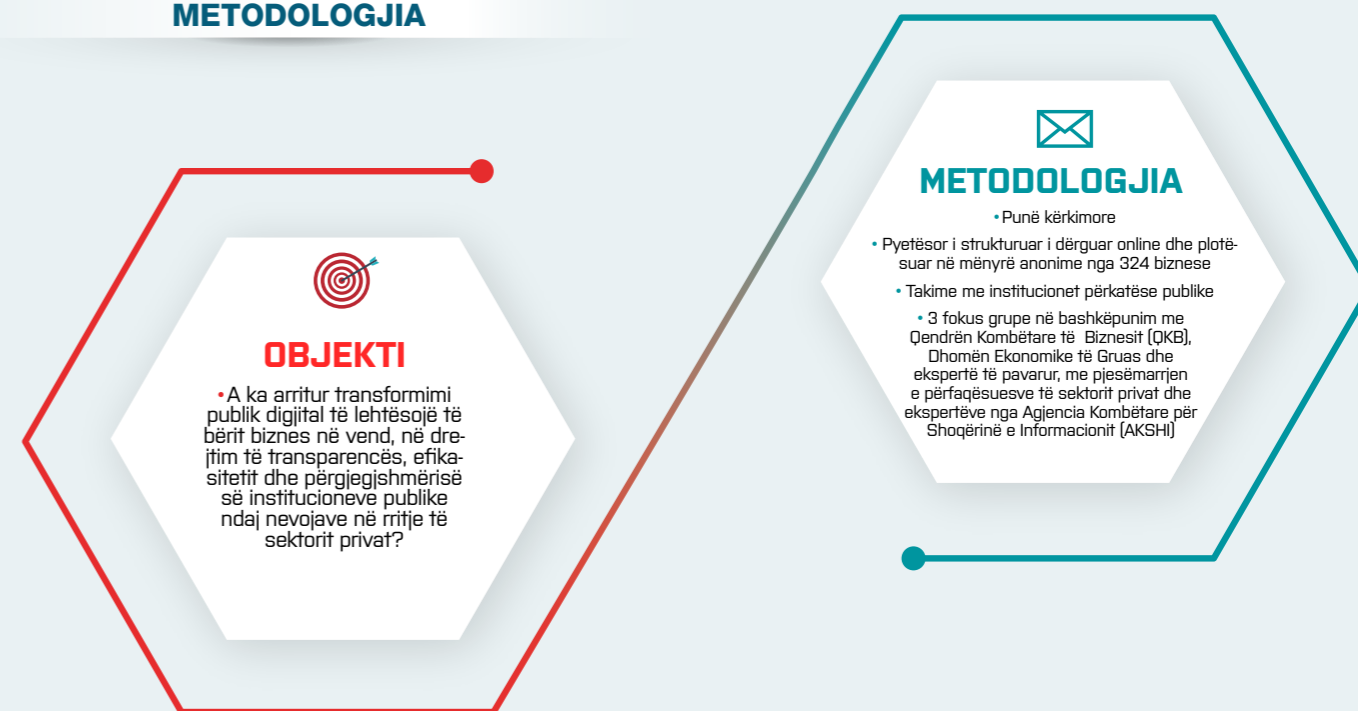 METODOLOGJIA
OBJEKTI
•A ka arritur transformimi
publik digjital të lehtësojë të
bërit biznes në vend, në dre-
jtim të transparencës, efika-
sitetit dhe përgjegjshmërisë
së institucioneve publike
ndaj nevojave në rritje të
sektorit privat?
METODOLOGJIA
•Punë kërkimore
• Pyetësor i strukturuar i dërguar online dhe plotë-
suar në mënyrë anonime nga 324 biznese
• Takime me institucionet përkatëse publike
• 3 fokus grupe në bashkëpunim me
Qendrën Kombëtare të Biznesit (QKB),
Dhomën Ekonomike të Gruas dhe
ekspertë të pavarur, me pjesëmarrjen
e përfaqësuesve të sektorit privat dhe
ekspertëve nga Agjencia Kombëtare për
Shoqërinë e Informacionit (AKSHI)